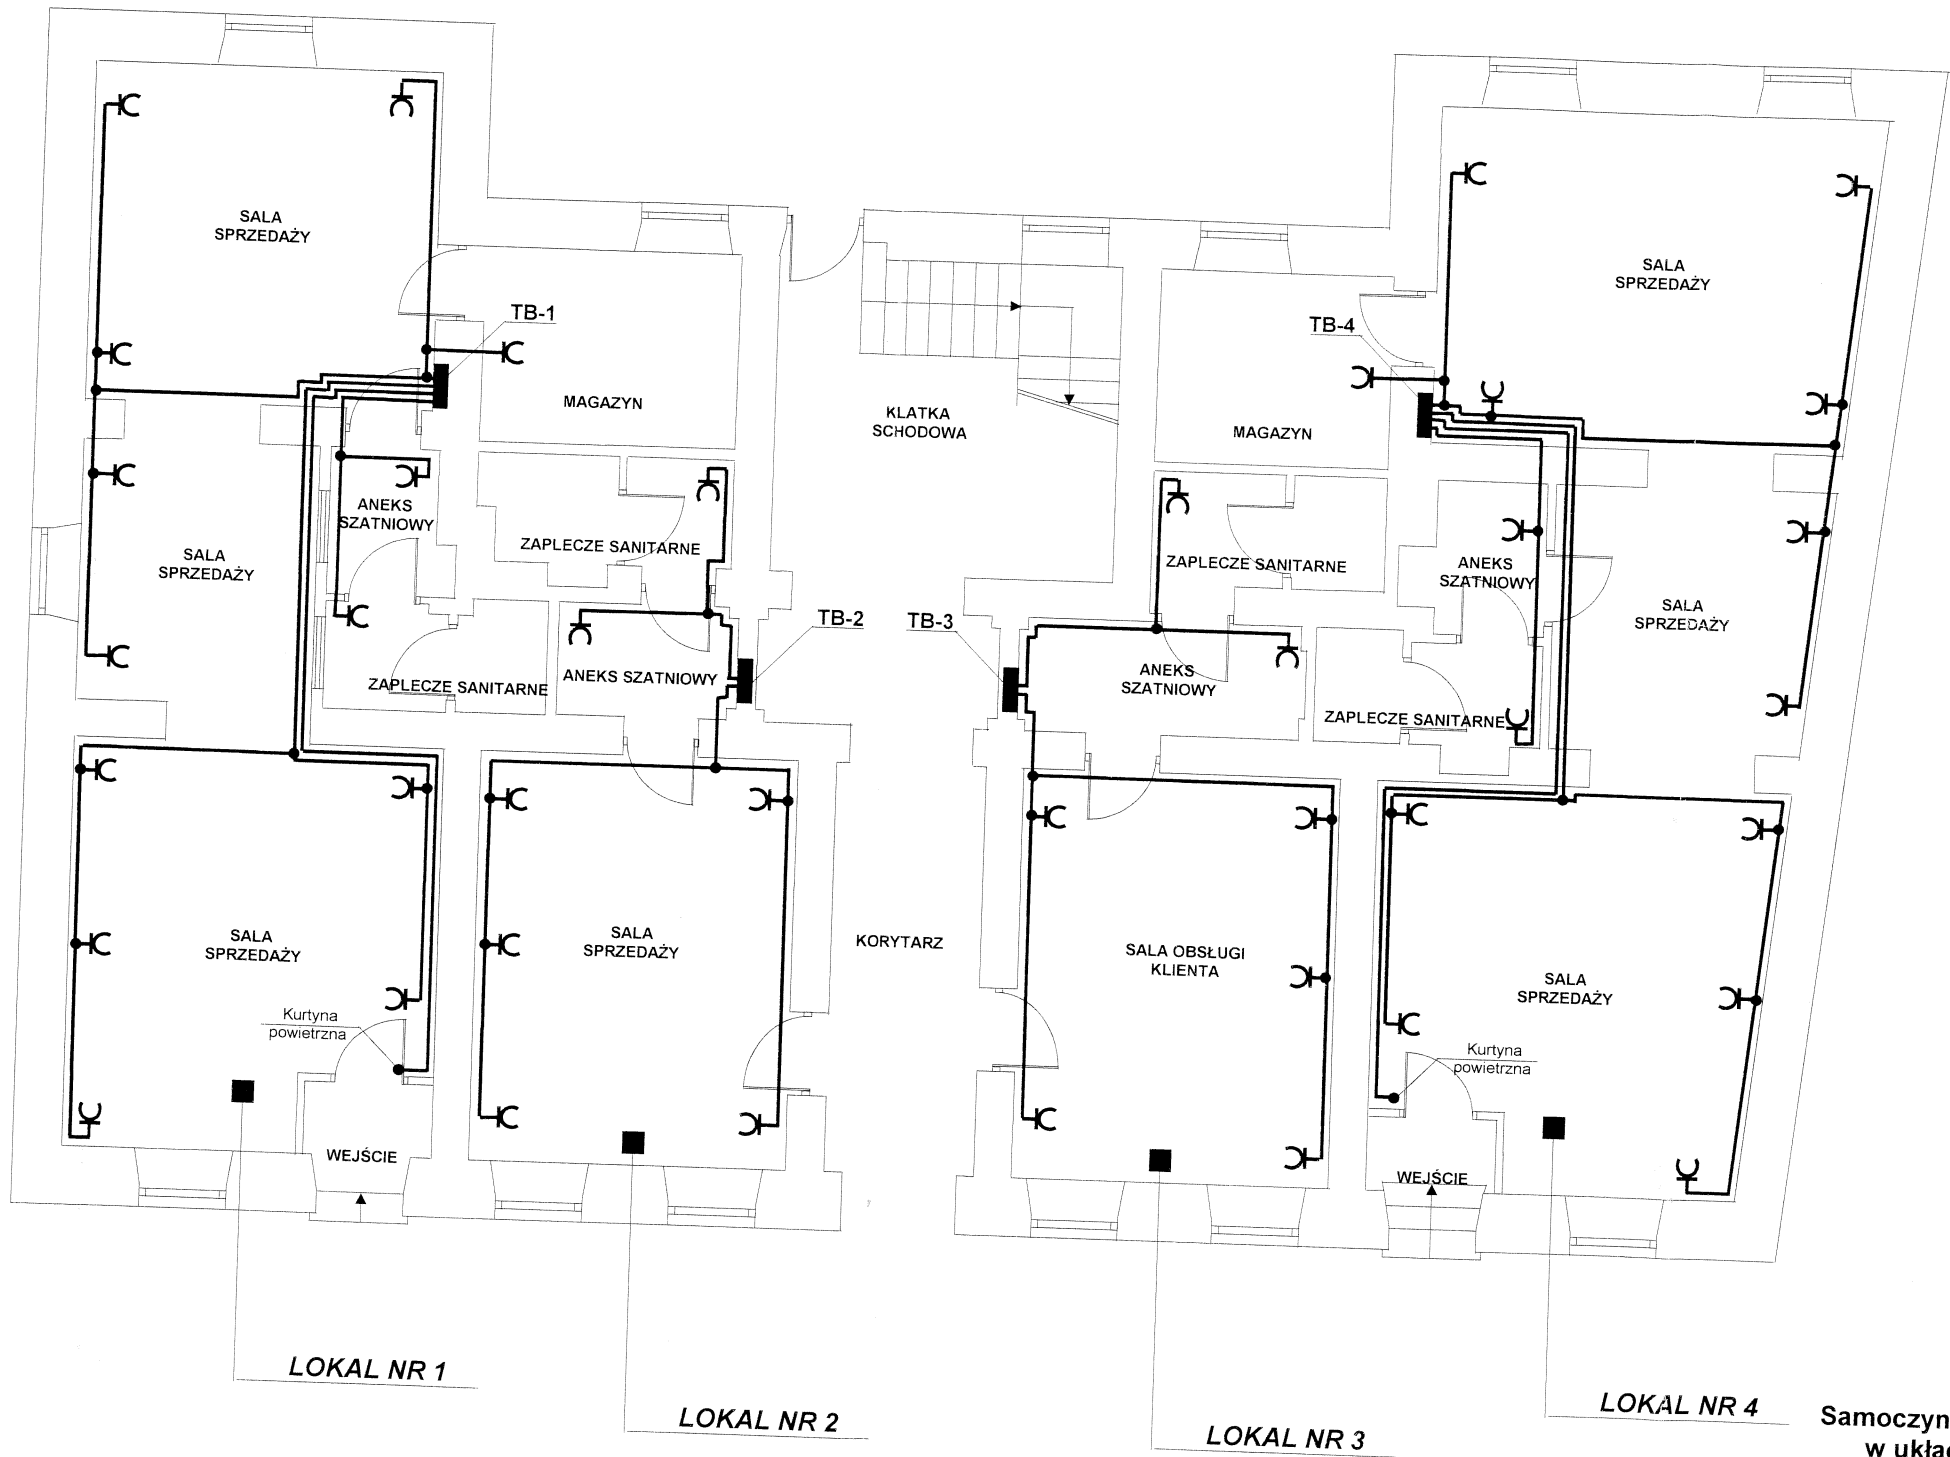 SALA
SPRZEDAŻY
SALA
SPRZEDAŻY
TB-1
TB-4
MAGAZYN
KLATKA
SCHODOWA
MAGAZYN
ANEKS
SZATNIOWY
ZAPLECZE SANITARNE
ZAPLECZE SANITARNE
ANEKS
SZATNIOWY
SALA
SPRZEDAŻY
SALA
SPRZEDAŻY
TB-2
TB-3
ZAPLECZE SANITARNE
ANEKS SZATNIOWY
ANEKS
SZATNIOWY
ZAPLECZE SANITARNE
SALA
SPRZEDAŻY
SALA
SPRZEDAŻY
KORYTARZ
SALA OBSŁUGI
KLIENTA
SALA
SPRZEDAŻY
Kurtyna
powietrzna
Kurtyna
powietrzna
WEJŚCIE
WEJŚCIE
LOKAL NR 1
LOKAL NR 2
LOKAL NR 3
LOKAL NR 4
Samoczyn
w ukła